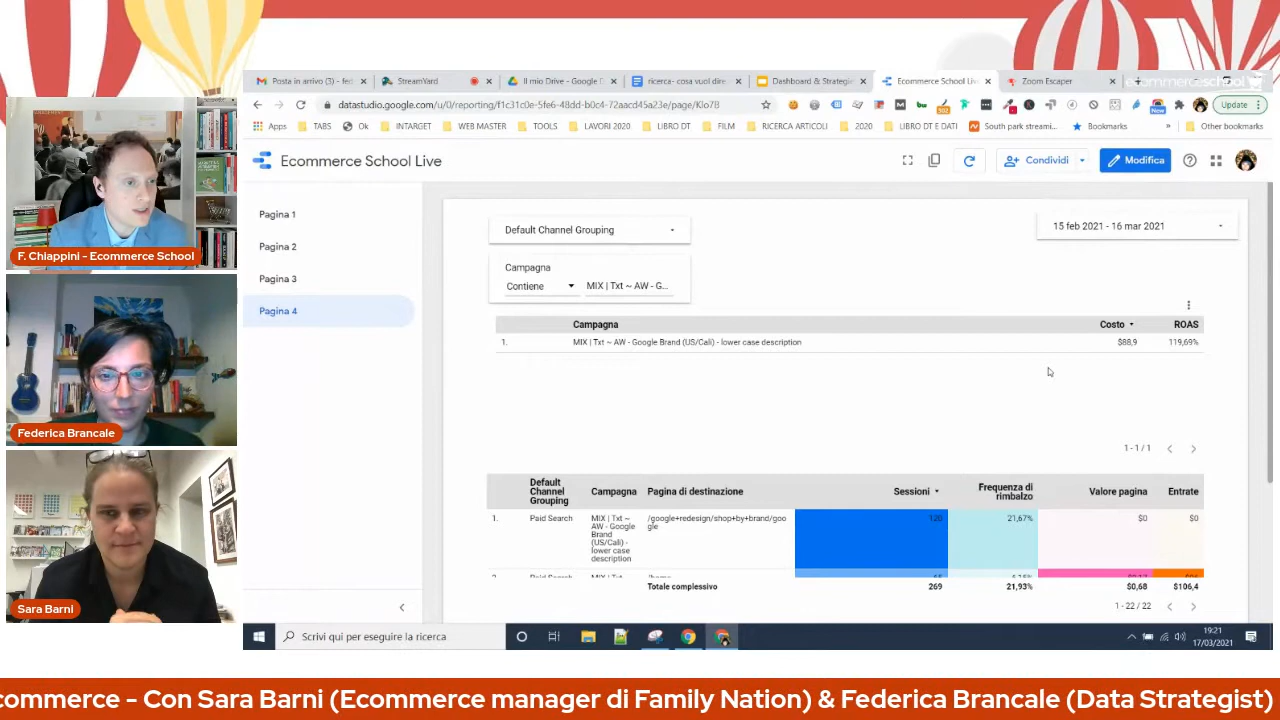 Posta in arrivo (3) - fed
StreamYard
Il mio Drive - Google D
ricerca- cosa vuol dire
Dashboard & Strategi
Ecommerce School Liv
Zoom Escaper
ecommerceschool
datastudio.google.com/u/0/reporting/f1c31c0e-5fe6-48dd-b0c4-72aacd45a23e/page/Klo7B
Update
Apps
TABS
Ok
INTARGET
WEB MASTER
TOOLS
LAVORI 2020
LIBRO DT
FILM
RICERCA ARTICOLI
2020
LIBRO DT E DATI
South park streami...
Bookmarks
»
Other bookmarks
Ecommerce School Live
Condividi
Modifica
Pagina 1
Pagina 2
Pagina 3
Pagina 4
Default Channel Grouping
15 feb 2021 - 16 mar 2021
Campagna
Contiene
MIX | Txt ~ AW - G...
Campagna Costo ROAS
1. MIX | Txt ~ AW - Google Brand (US/Cali) - lower case description $88,9 119,69%
1 - 1 / 1
Default
Channel
Grouping
Campagna
Pagina di destinazione
Sessioni
Frequenza di
rimbalzo
Valore pagina
Entrate
1.
Paid Search
MIX | Txt ~
AW - Google
Brand
(US/Cali) -
lower case
description
/google+redesign/shop+by+brand/goo
gle
120
21,67%
$0
$0
Totale complessivo 269 21,93% $0,68 $106,4
1 - 22 / 22
F. Chiappini - Ecommerce School
Federica Brancale
Sara Barni
Scrivi qui per eseguire la ricerca
19:21
17/03/2021
commerce - Con Sara Barni (Ecommerce manager di Family Nation) & Federica Brancale (Data Strategist)